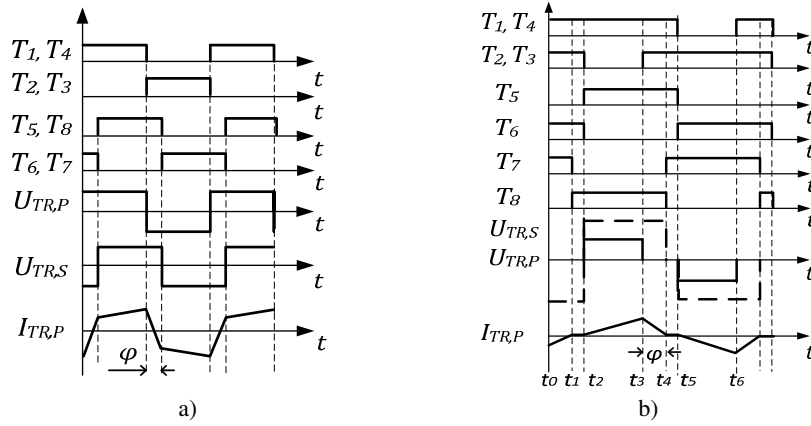 T1, T4
t
T2, T3
t
T5, T8
t
T6, T7
t
UTR,P
t
UTR,S
t
ITR,P
t
φ
a)
T1, T4
t
T2, T3
t
T5
t
T6
t
T7
t
T8
t
UTR,S
UTR,P
t
ITR,P
t
φ
t0 t1 t2 t3 t4 t5 t6
b)